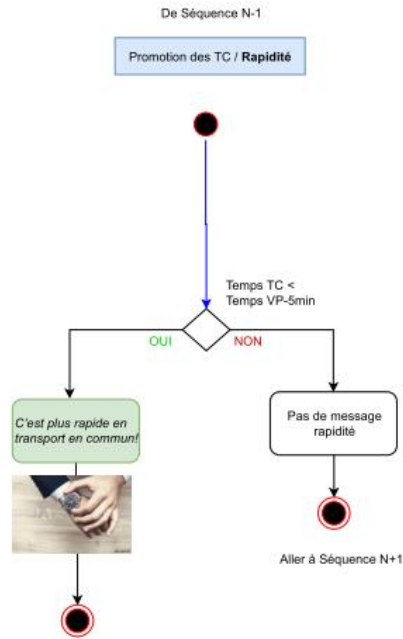 De Séquence N-1
Promotion des TC / Rapidité
Temps TC <
Temps VP-5min
OUI
NON
C'est plus rapide en
transport en commun!
Pas de message
rapidité
Aller à Séquence N+1